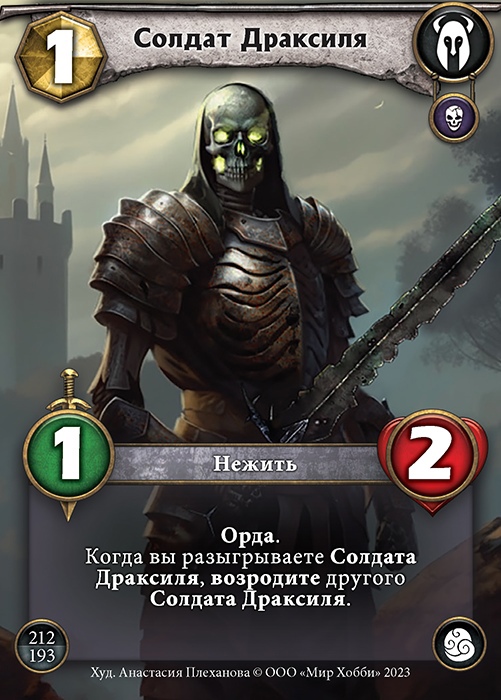 1
Солдат Драксиля
1
Нежить
2
Орда.
Когда вы разыгрываете Солдата
Драксиля, возродите другого
Солдата Драксиля.
212
193
Худ. Анастасия Плеханова © ООО «Мир Хобби» 2023